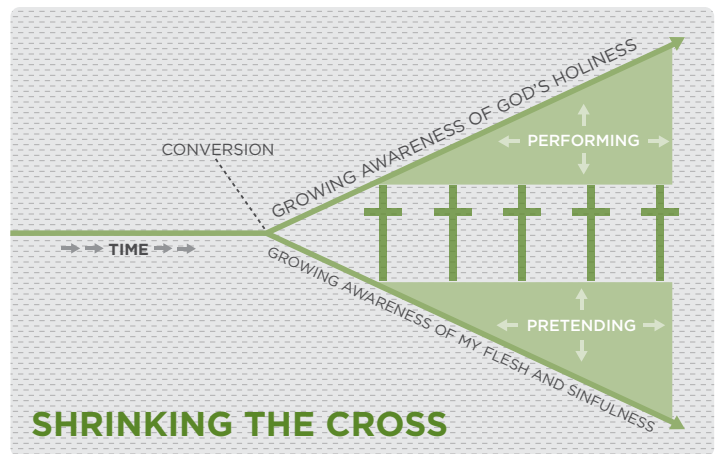 GROWING AWARENESS OF GOD'S HOLINESS
PERFORMING
CONVERSION
TIME
GROWING AWARENESS OF MY FLESH AND SINFULNESS
PRETENDING
SHRINKING THE CROSS